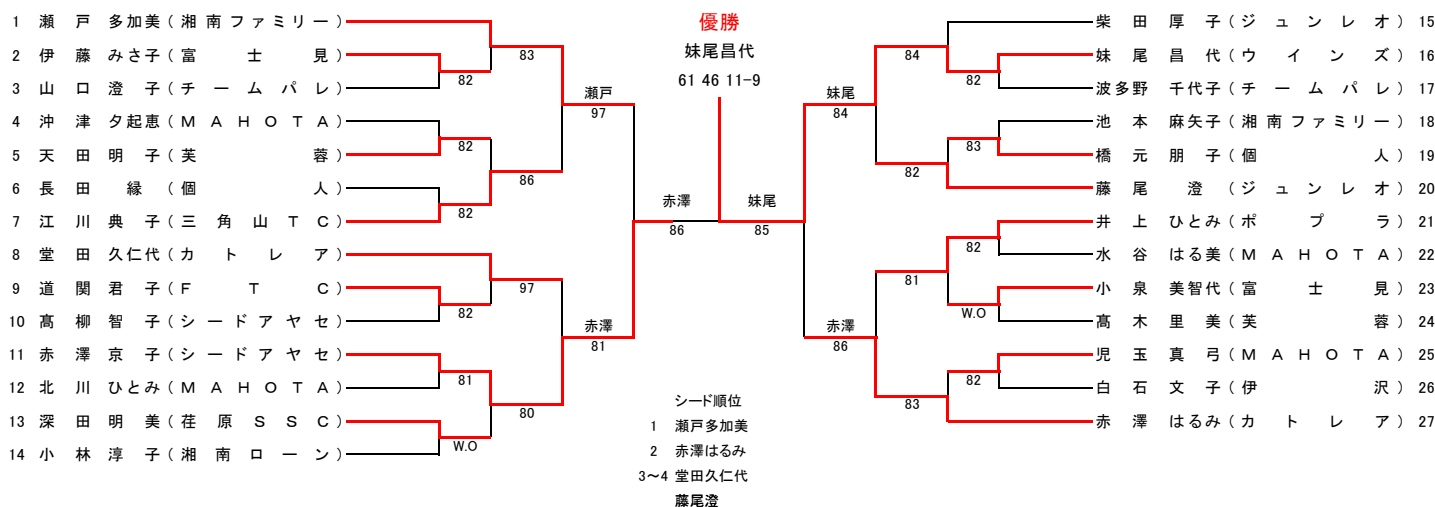 優勝
妹尾昌代
61 46 11-9
1 瀬戸多加美(湘南ファミリー)
2 伊藤みさ子(富士見)
3 山口澄子(チームパレ)
4 沖津夕起恵(MAHOTA)
5 天田明子(芙蓉)
6 長田縁(個人)
7 江川典子(三角山TC)
8 堂田久仁代(カトレア)
9 道関君子(FTC)
10 髙柳智子(シードアヤセ)
11 赤澤京子(シードアヤセ)
12 北川ひとみ(MAHOTA)
13 深田明美(荏原SSC)
14 小林淳子(湘南ローン)
82
82
82
82
81
W.O
83
86
97
80
瀬戸
97
赤澤
81
赤澤
86
妹尾
85
妹尾
84
赤澤
86
84
82
81
83
82
83
82
W.O
82
柴田厚子(ジュンレオ) 15
妹尾昌代(ウインズ) 16
波多野千代子(チームパレ) 17
池本麻矢子(湘南ファミリー) 18
橋元朋子(個人) 19
藤尾澄(ジュンレオ) 20
井上ひとみ(ポプラ) 21
水谷はる美(MAHOTA) 22
小泉美智代(富士見) 23
髙木里美(芙蓉) 24
児玉真弓(MAHOTA) 25
白石文子(伊沢) 26
赤澤はるみ(カトレア) 27
シード順位
1 瀬戸多加美
2 赤澤はるみ
3～4 堂田久仁代
藤尾澄